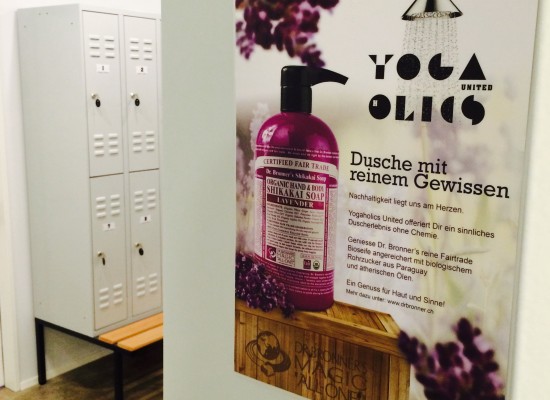 YOGA
UNITED
HOLICS
Dusche mit
reinem Gewissen
Nachhaltigkeit liegt uns am Herzen.
Yogaholics United offeriert Dir ein sinnliches
Duscherlebnis ohne Chemie.
Geniesse Dr. Bronner's reine Fairtrade
Bioseife angereichert mit biologischem
Rohrzucker aus Paraguay
und ätherischen Ölen.
Ein Genuss für Haut und Sinne!
Mehr dazu unter: www.drbronner.ch
CERTIFIED FAIR TRADE
Dr. Bronner's Shikakai Soap
ORGANIC HAND & BODY
SHIKAKAI SOAP
LAVENDER
DR.BRONNER'S
MAGIC
"ALL-ONE!"